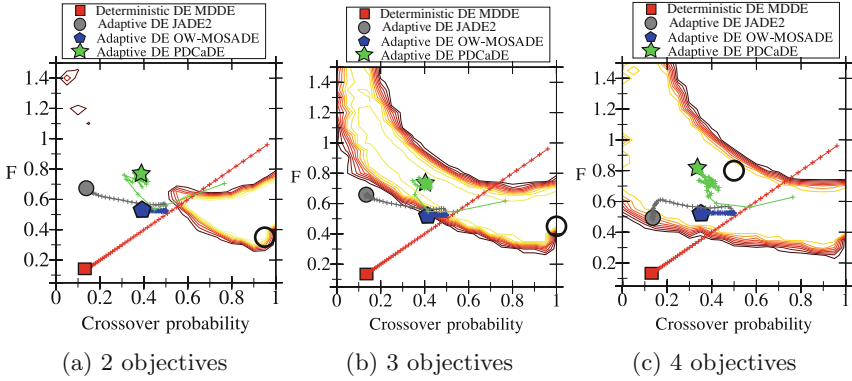 Deterministic DE MDDE
Adaptive DE JADE2
Adaptive DE OW-MOSADE
Adaptive DE PDCaDE
1.4
1.2
1
F
0.8
0.6
0.4
0.2
0 0.2 0.4 0.6 0.8 1
Crossover probability
(a) 2 objectives
Deterministic DE MDDE
Adaptive DE JADE2
Adaptive DE OW-MOSADE
Adaptive DE PDCaDE
1.4
1.2
1
F
0.8
0.6
0.4
0.2
0 0.2 0.4 0.6 0.8 1
Crossover probability
(b) 3 objectives
Deterministic DE MDDE
Adaptive DE JADE2
Adaptive DE OW-MOSADE
Adaptive DE PDCaDE
1.4
1.2
1
F
0.8
0.6
0.4
0.2
0 0.2 0.4 0.6 0.8 1
Crossover probability
(c) 4 objectives